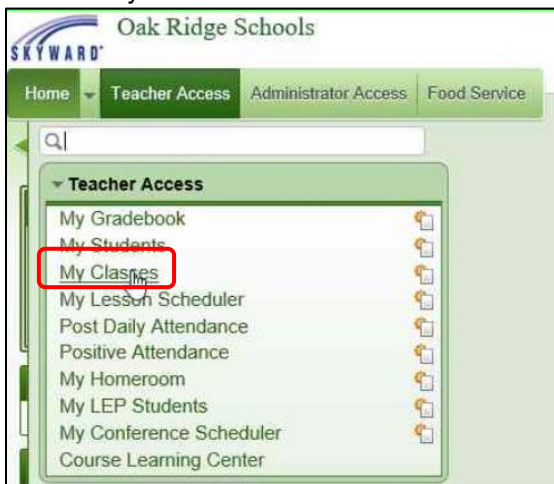 Oak Ridge Schools
SKYWARD
Home Teacher Access Administrator Access Food Service
Teacher Access
My Gradebook
My Students
My Classes
My Lesson Scheduler
Post Daily Attendance
Positive Attendance
My Homeroom
My LEP Students
My Conference Scheduler
Course Learning Center